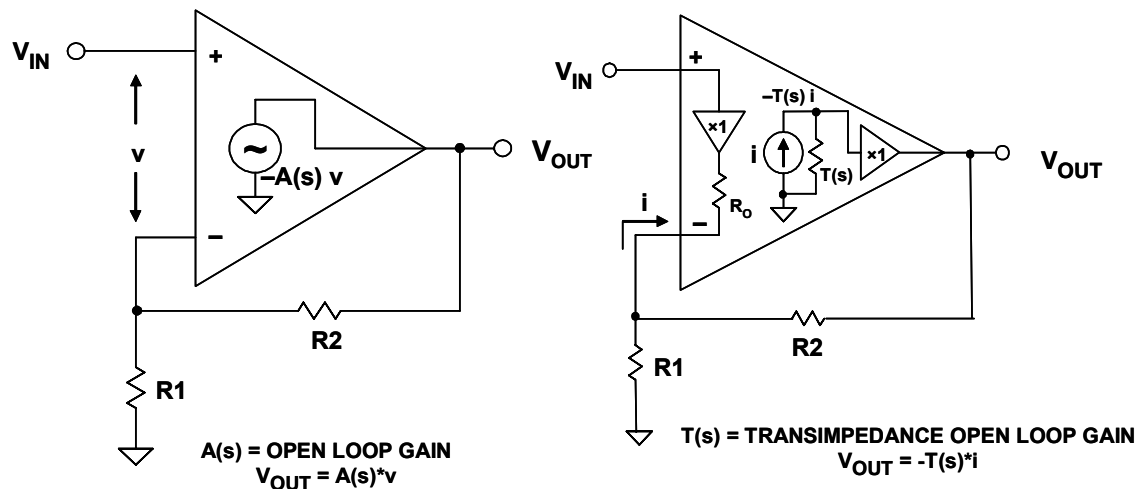 V_IN
+
v
−A(s) v
−
V_OUT
R2
R1
A(s) = OPEN LOOP GAIN
V_OUT = A(s)*v
V_IN
+
×1
−T(s) i
i
T(s)
×1
R_O
i
−
V_OUT
R2
R1
T(s) = TRANSIMPEDANCE OPEN LOOP GAIN
V_OUT = -T(s)*i